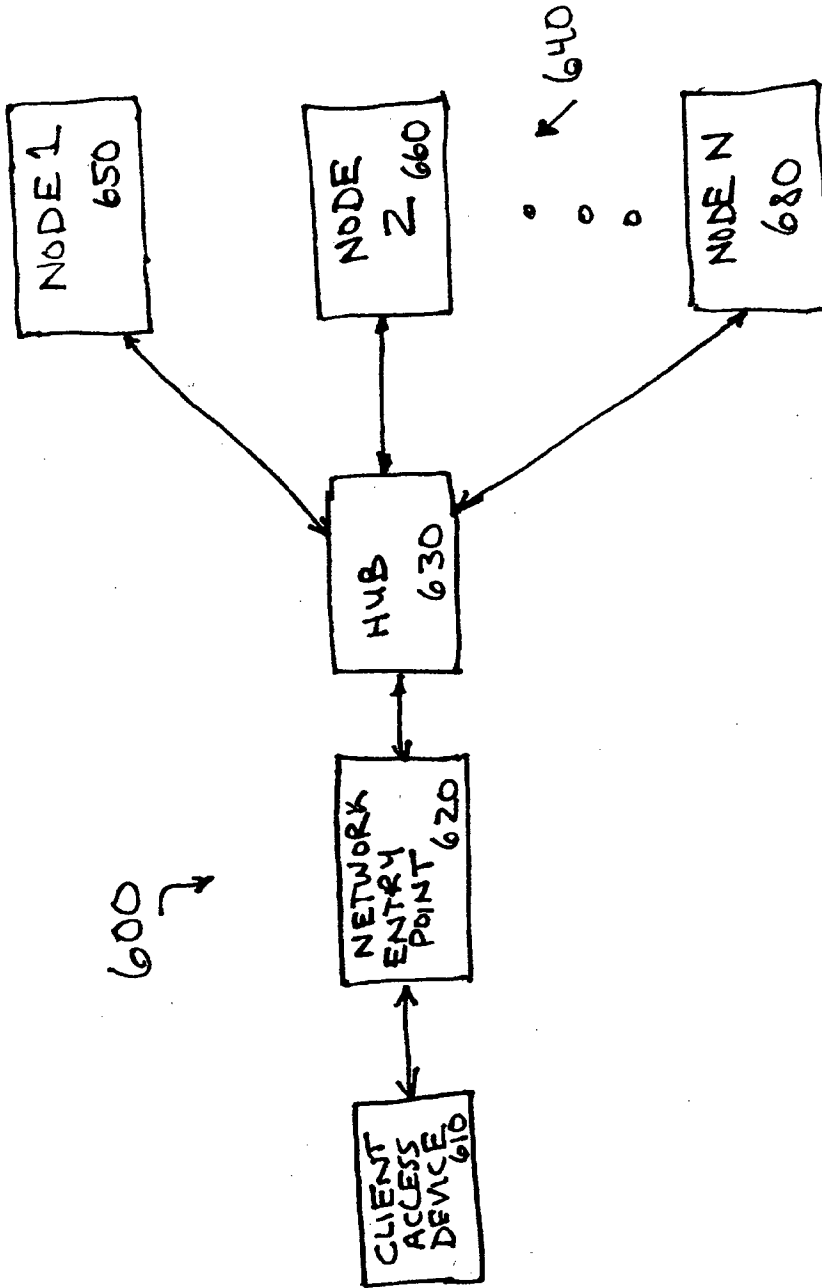 600
CLIENT
ACCESS
DEVICE
610
NETWORK
ENTRY
POINT
620
HUB
630
NODE 1
650
NODE
2
660
640
NODE N
680